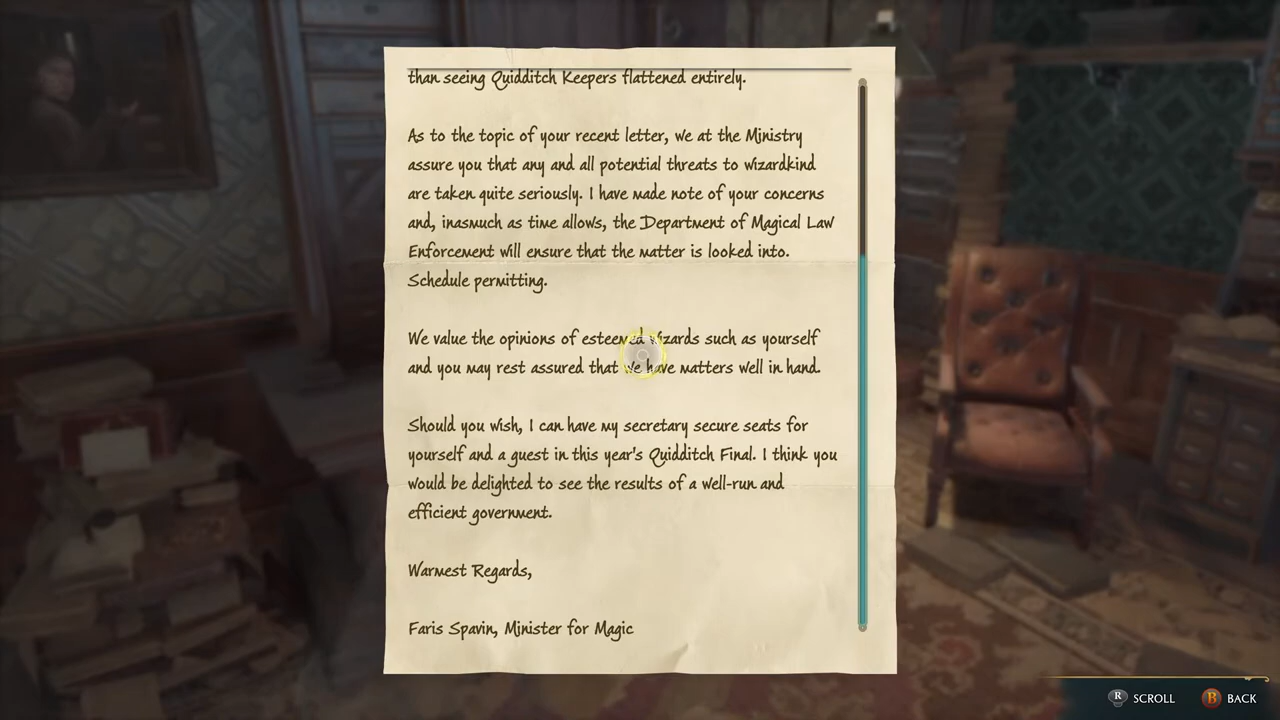 than seeing Quidditch Keepers flattened entirely.
As to the topic of your recent letter, we at the Ministry
assure you that any and all potential threats to wizardkind
are taken quite seriously. I have made note of your concerns
and, inasmuch as time allows, the Department of Magical Law
Enforcement will ensure that the matter is looked into.
Schedule permitting.
We value the opinions of esteemed wizards such as yourself
and you may rest assured that we have matters well in hand.
Should you wish, I can have my secretary secure seats for
yourself and a guest in this year's Quidditch Final. I think you
would be delighted to see the results of a well-run and
efficient government.
Warmest Regards,
Faris Spavin, Minister for Magic
R SCROLL B BACK